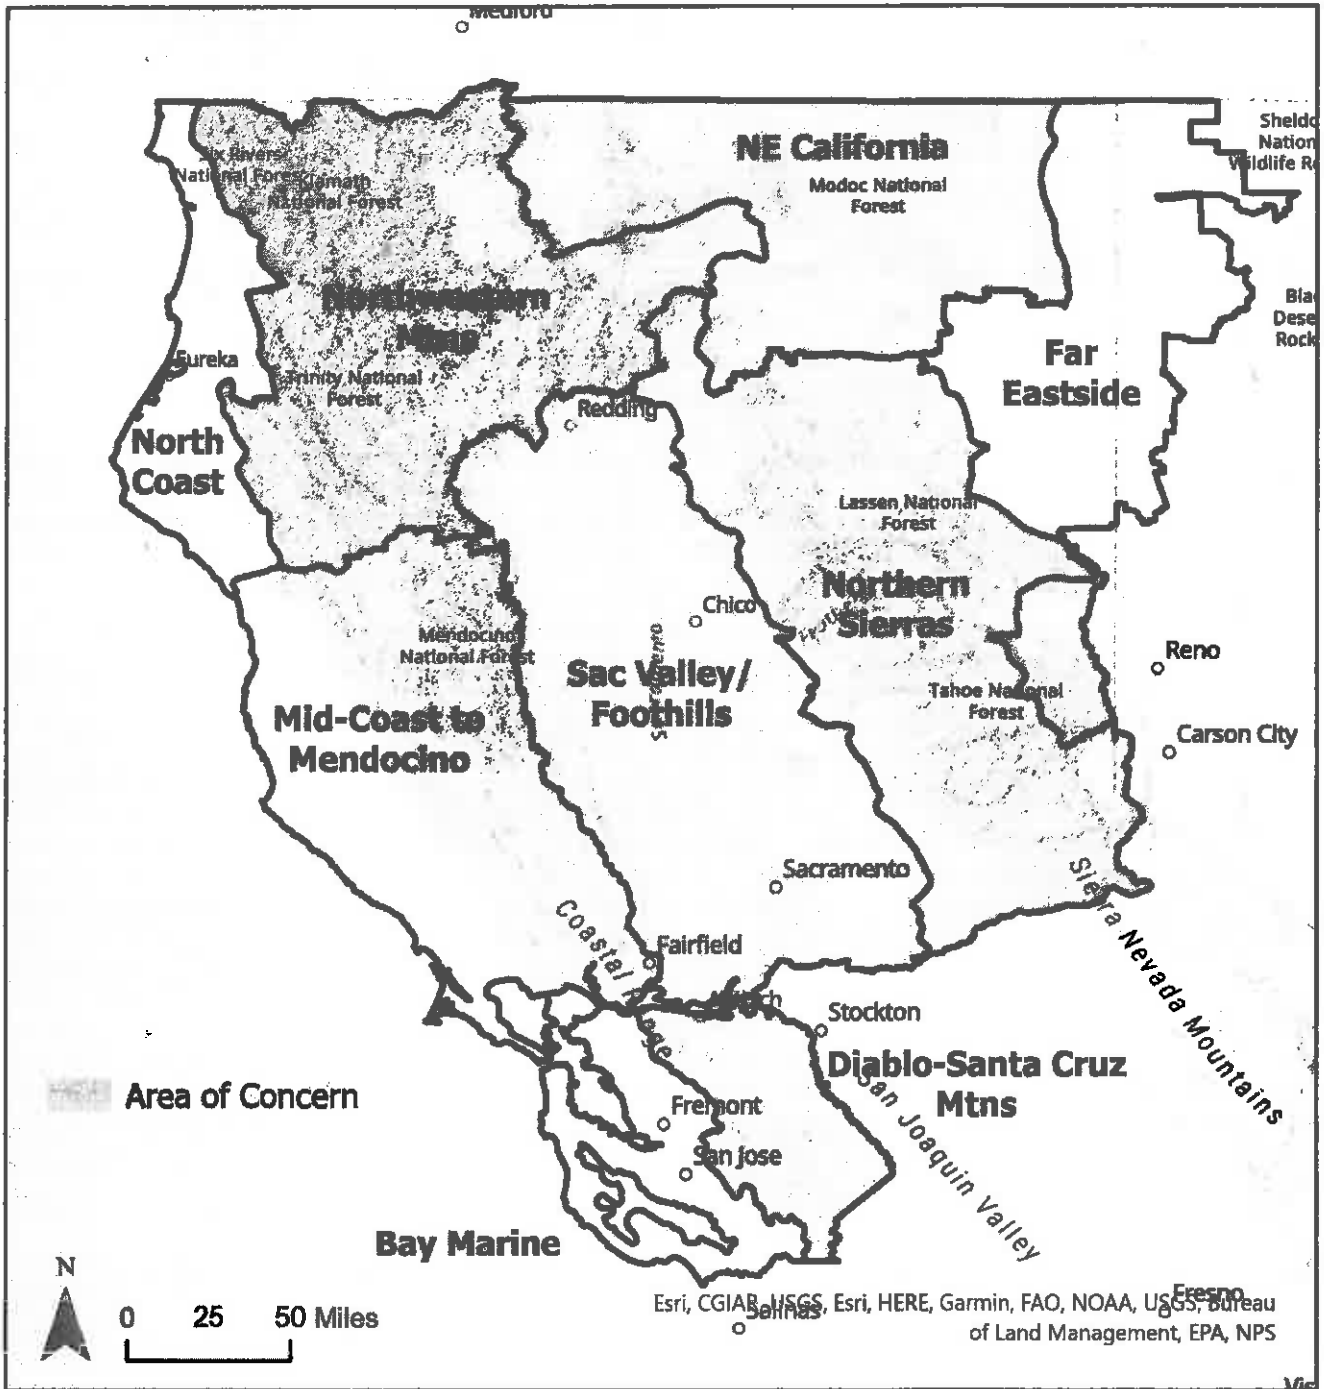 Medford
NE California
Modoc National
Forest
Six Rivers
National Forest
Klamath
National Forest
Northwestern
Mtns
Eureka
Trinity National
Forest
Redding
North
Coast
Far
Eastside
Lassen National
Forest
Northern
Sierras
Chico
Mendocino
National Forest
Sac Valley/
Foothills
Reno
Tahoe National
Forest
Mid-Coast to
Mendocino
Carson City
Sacramento
Sierra Nevada Mountains
Coastal Range
Fairfield
Stockton
Diablo-Santa Cruz
Mtns
San Joaquin Valley
Area of Concern
Fremont
San Jose
Bay Marine
N
0 25 50 Miles
Fresno
Salinas
Esri, CGIAR, USGS, Esri, HERE, Garmin, FAO, NOAA, USGS, Bureau
of Land Management, EPA, NPS